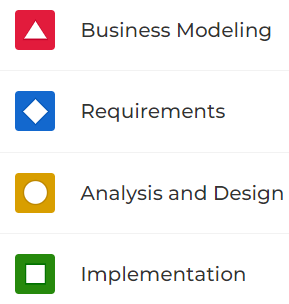 Business Modeling
Requirements
Analysis and Design
Implementation